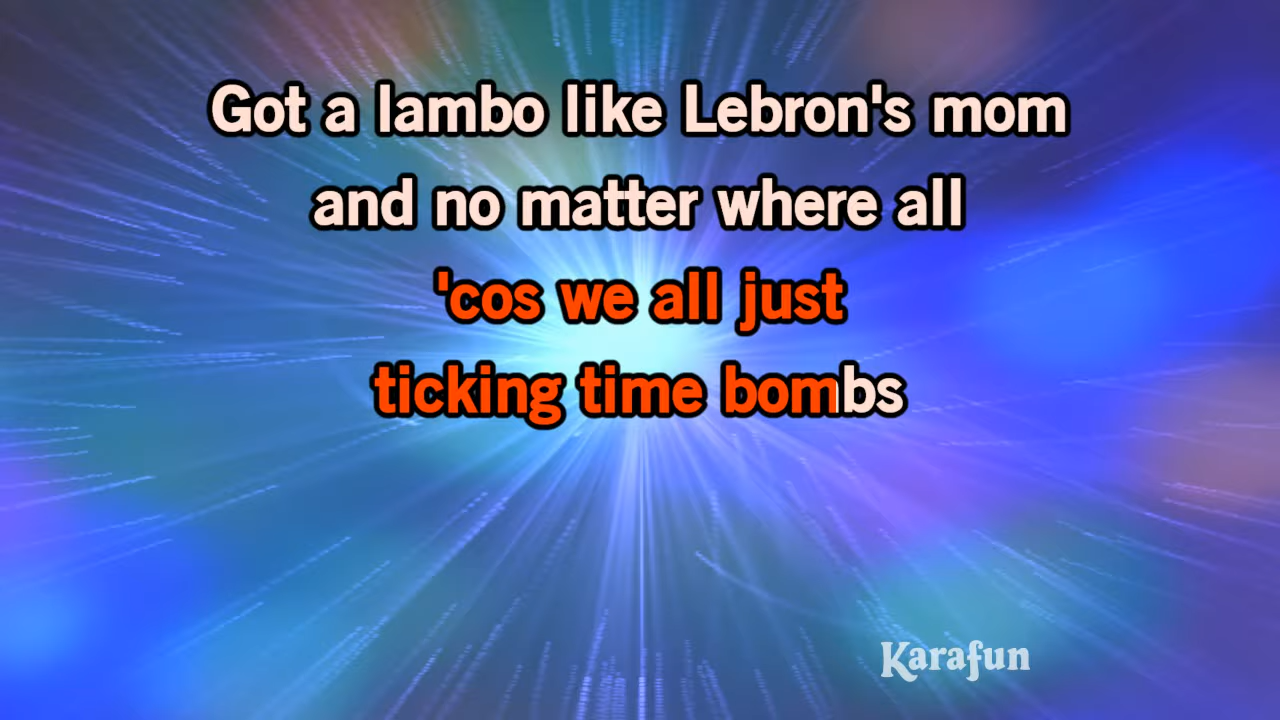 Got a lambo like Lebron's mom
and no matter where all
'cos we all just
ticking time bombs
Karafun